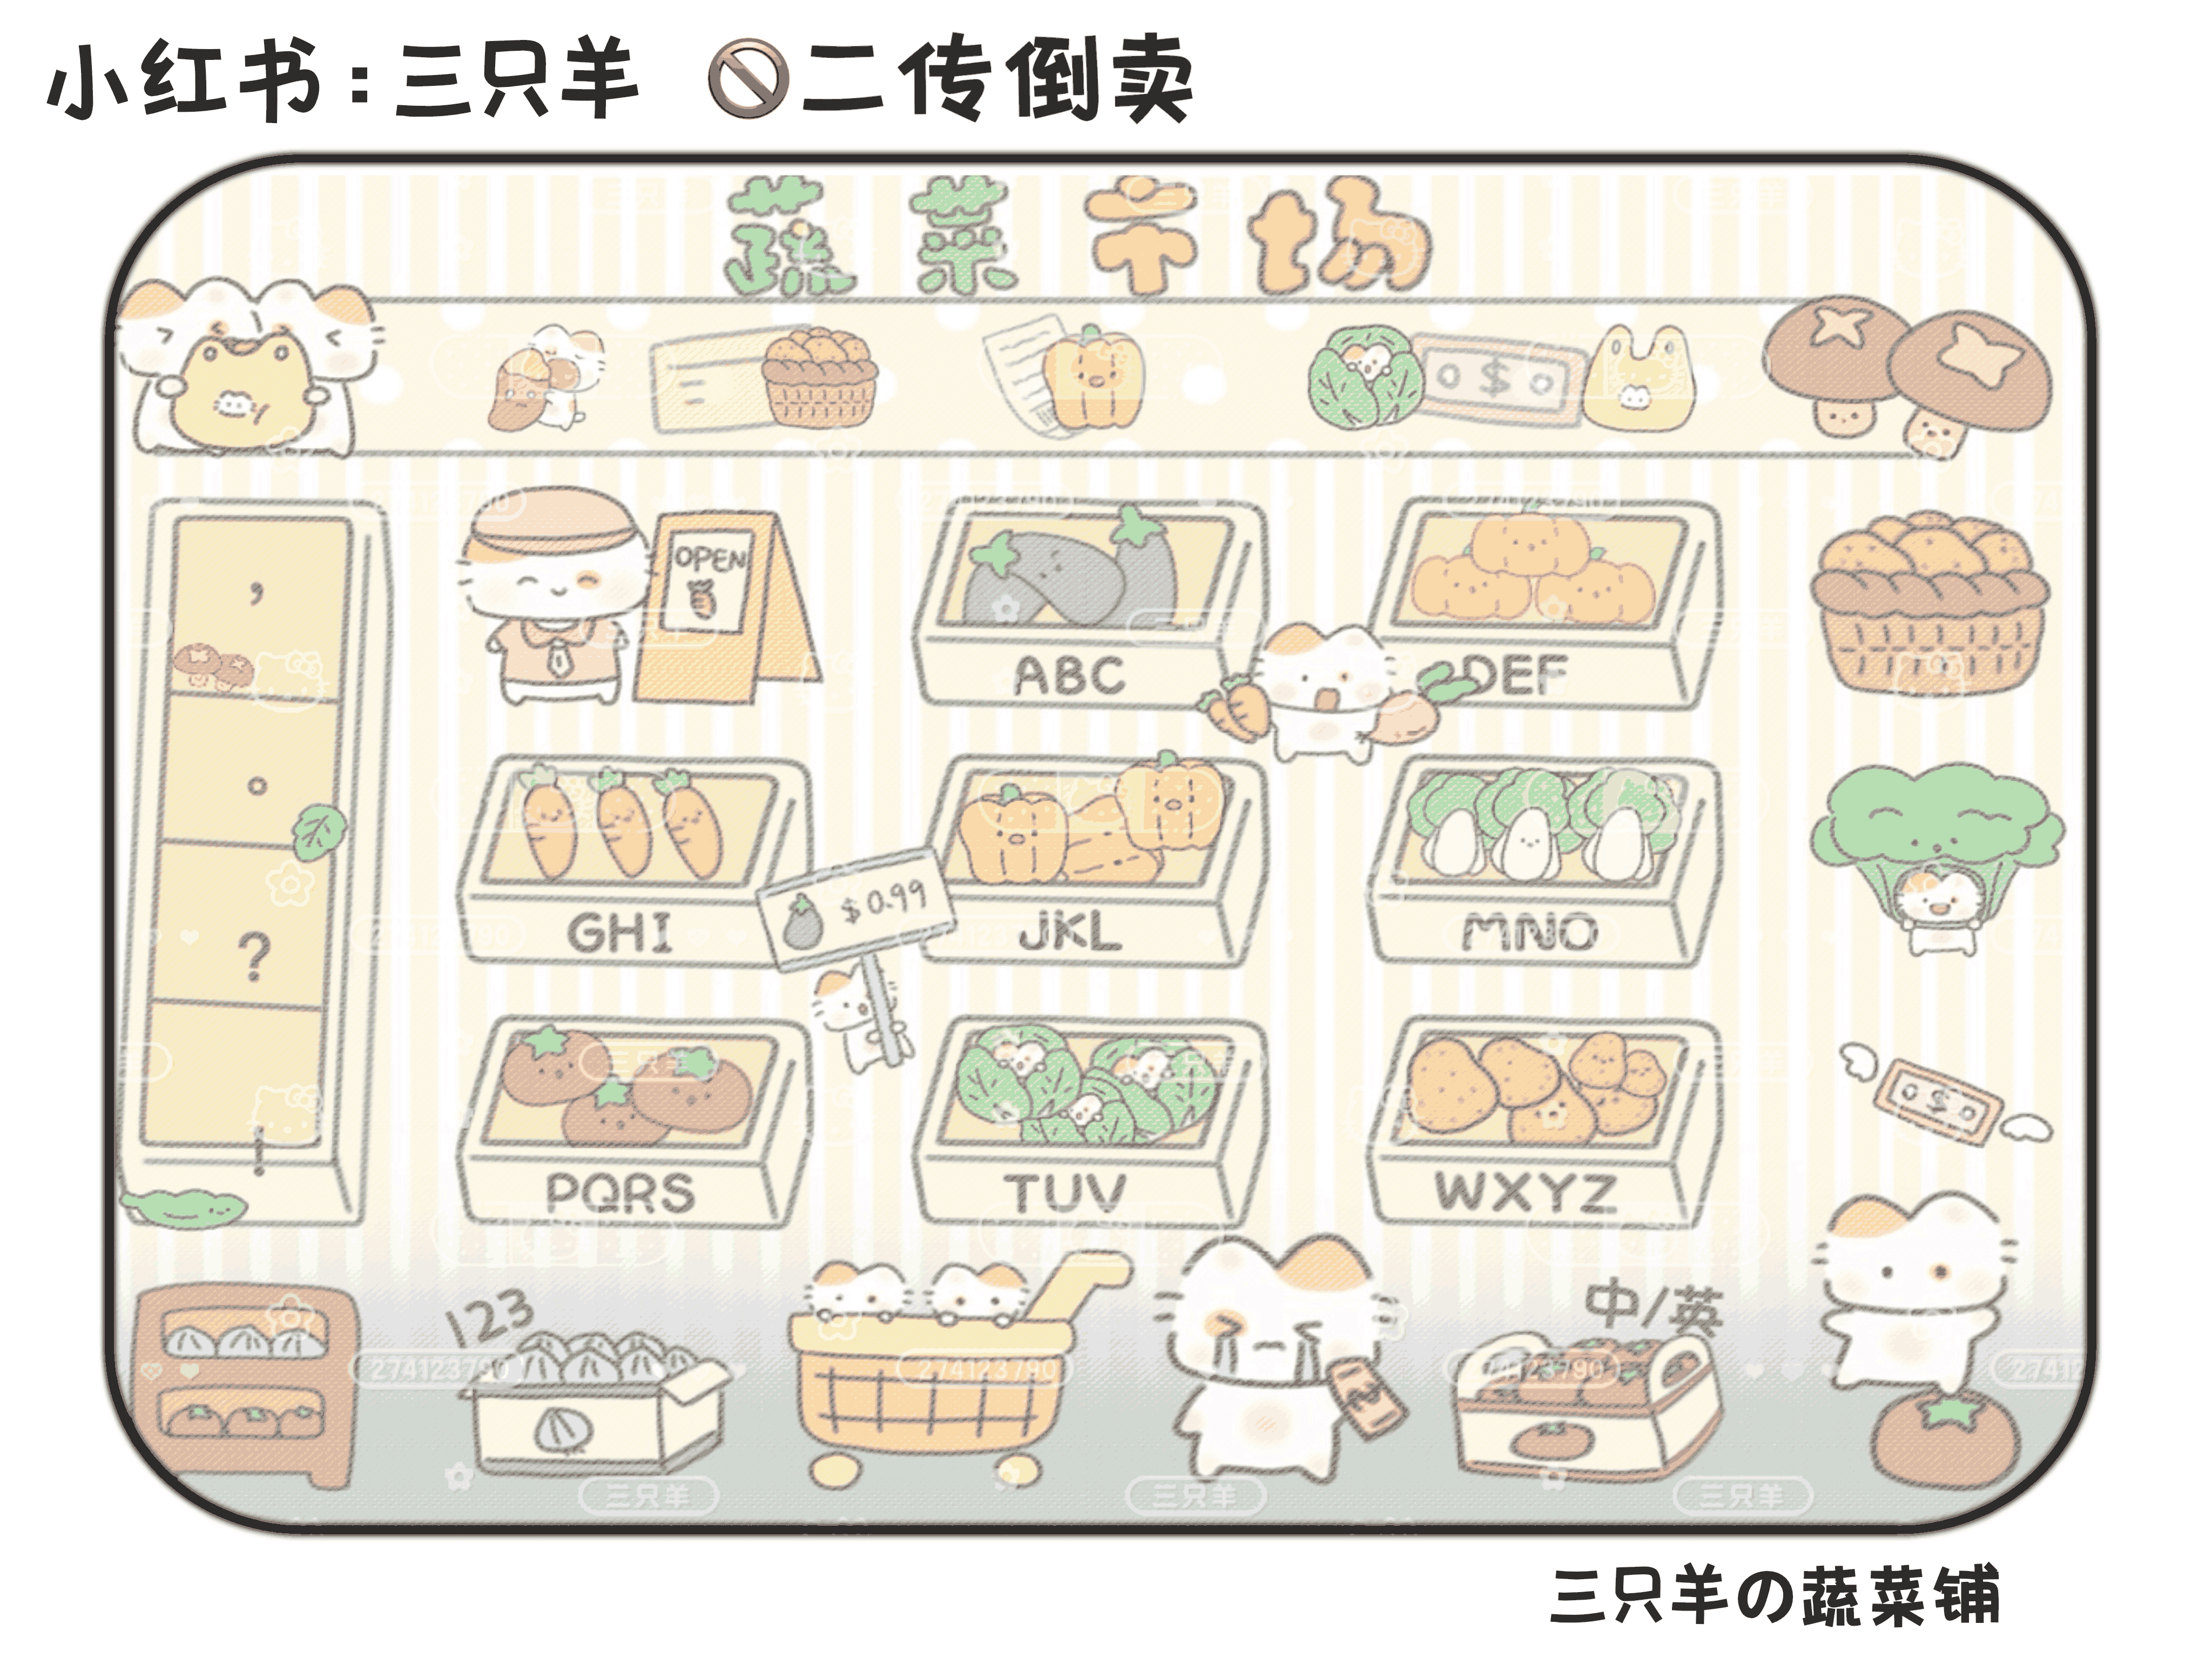 小红书:三只羊 🚫二传倒卖
蔬菜市场
$
,
OPEN
ABC
DEF
。
GHI
$0.99
JKL
MNO
?
PQRS
TUV
WXYZ
$
!
123
中/英
274123790
274123790
274123790
三只羊
三只羊
三只羊
三只羊の蔬菜铺